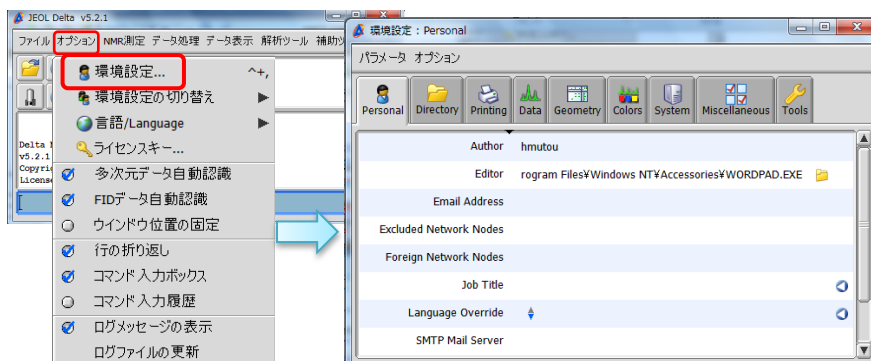 JEOL Delta v5.2.1
ファイル オプション NMR測定 データ処理 データ表示 解析ツール 補助ツ
環境設定... ^+,
環境設定の切り替え
言語/Language
ライセンスキー...
多次元データ自動認識
FIDデータ自動認識
ウインドウ位置の固定
行の折り返し
コマンド入力ボックス
コマンド入力履歴
ログメッセージの表示
ログファイルの更新
Delta
v5.2.1
Copyri
License
環境設定 : Personal
パラメータ オプション
Personal Directory Printing Data Geometry Colors System Miscellaneous Tools
Author hmutou
Editor rogram Files¥Windows NT¥Accessories¥WORDPAD.EXE
Email Address
Excluded Network Nodes
Foreign Network Nodes
Job Title
Language Override
SMTP Mail Server